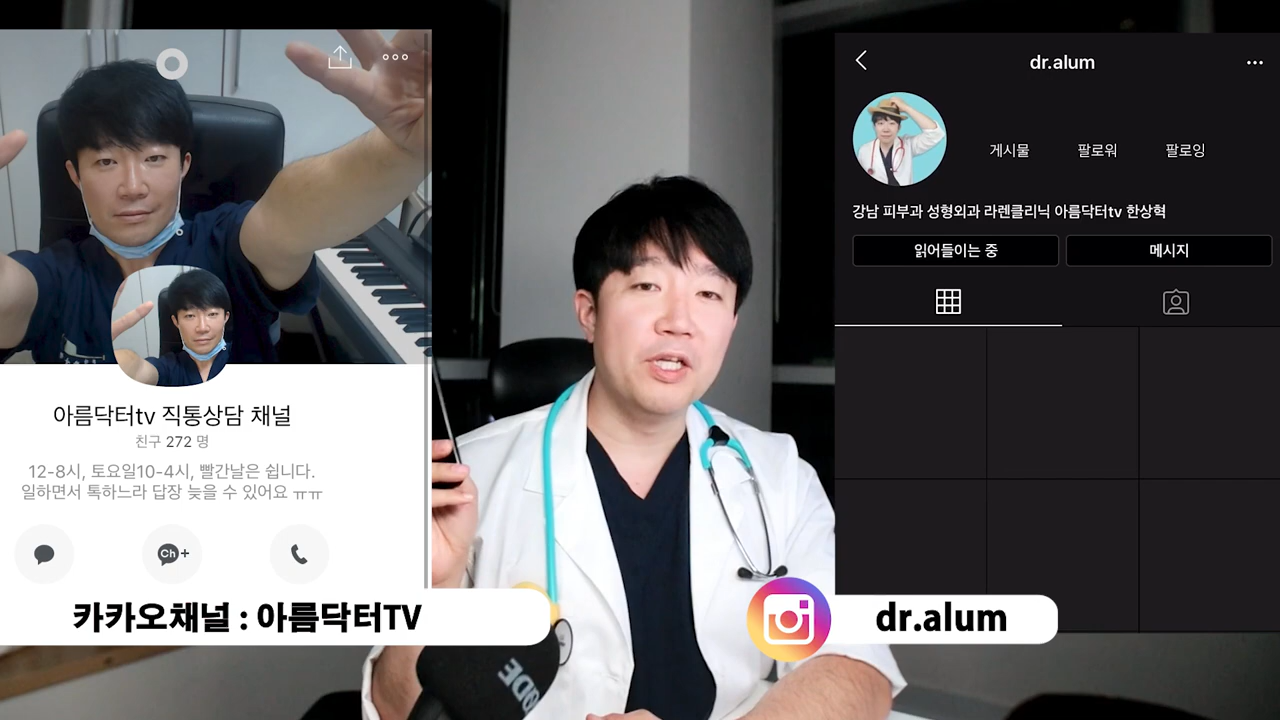 아름닥터tv 직통상담 채널
친구 272 명
12-8시, 토요일10-4시, 빨간날은 쉽니다.
일하면서 톡하느라 답장 늦을 수 있어요 ㅠㅠ
Ch+
카카오채널 : 아름닥터TV
RODE
dr.alum
게시물 팔로워 팔로잉
강남 피부과 성형외과 라렌클리닉 아름닥터tv 한상혁
읽어들이는 중 메시지
dr.alum